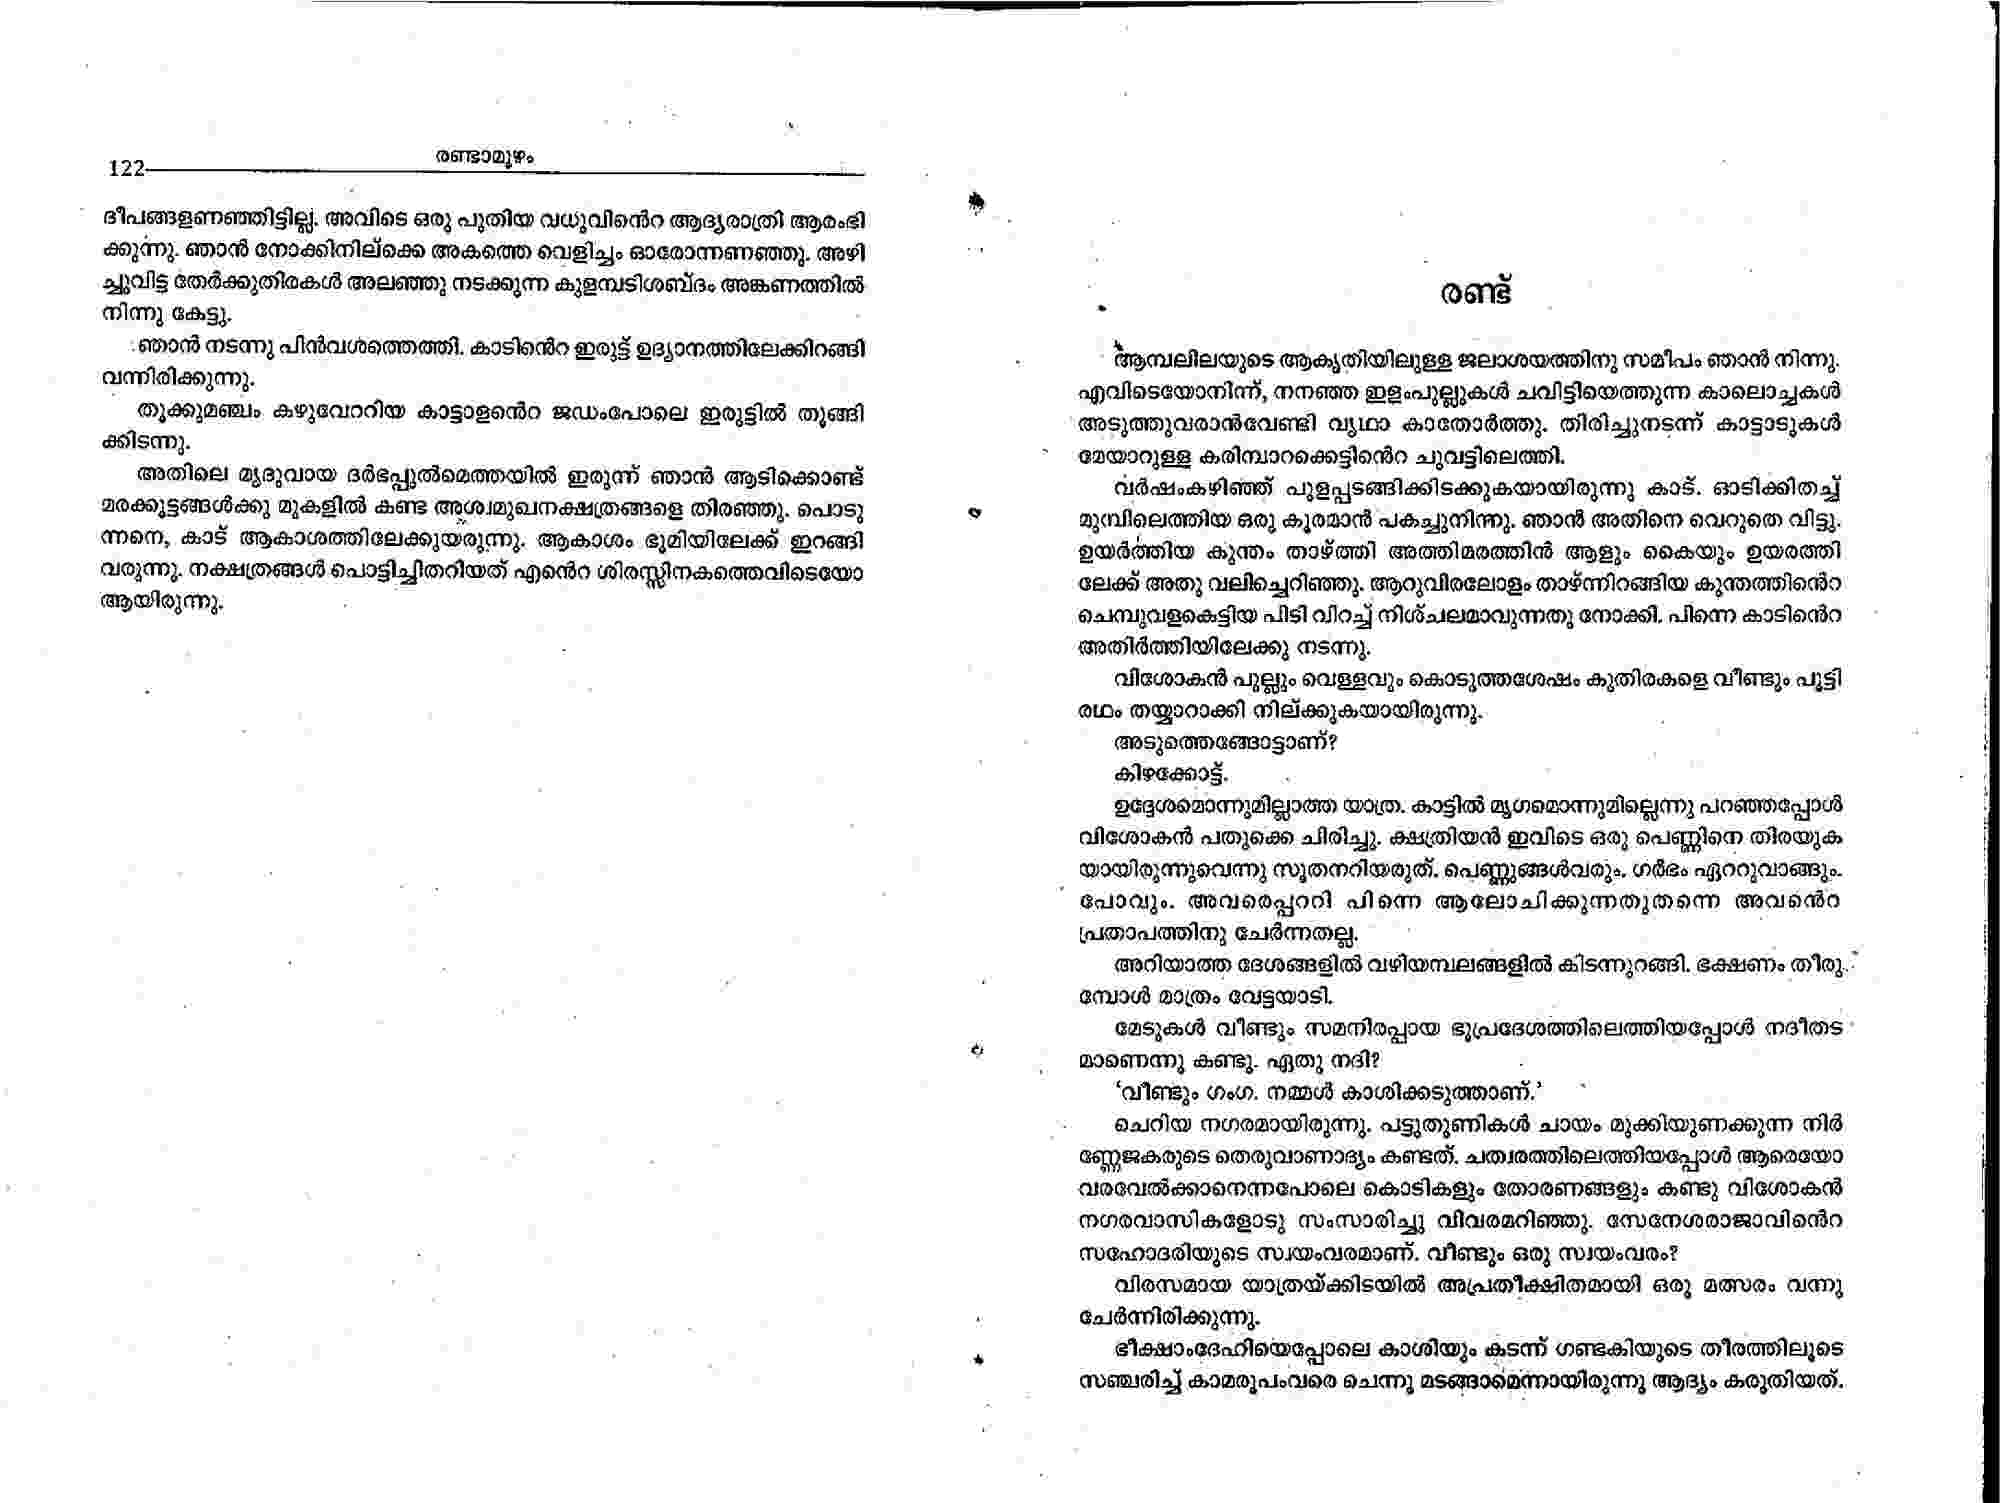 122
രണ്ടാമൂഴം
ദീപങ്ങളണഞ്ഞിട്ടില്ല. അവിടെ ഒരു പുതിയ വധുവിൻെറ ആദ്യരാത്രി ആരംഭി
ക്കുന്നു. ഞാൻ നോക്കിനില്ക്കെ അകത്തെ വെളിച്ചം ഓരോന്നണഞ്ഞു. അഴി
ച്ചുവിട്ട തേർക്കുതിരകൾ അലഞ്ഞു നടക്കുന്ന കുളമ്പടിശബ്ദം അങ്കണത്തിൽ
നിന്നു കേട്ടു.
ഞാൻ നടന്നു പിൻവശത്തെത്തി. കാടിൻെറ ഇരുട്ട് ഉദ്യാനത്തിലേക്കിറങ്ങി
വന്നിരിക്കുന്നു.
തൂക്കുമഞ്ചം കഴുവേററിയ കാട്ടാളൻെറ ജഡംപോലെ ഇരുട്ടിൽ തൂങ്ങി
ക്കിടന്നു.
അതിലെ മൃദുവായ ദർഭപ്പുൽമെത്തയിൽ ഇരുന്ന് ഞാൻ ആടിക്കൊണ്ട്
മരക്കൂട്ടങ്ങൾക്കു മുകളിൽ കണ്ട അശ്വമുഖനക്ഷത്രങ്ങളെ തിരഞ്ഞു. പൊടു
ന്നനെ, കാട് ആകാശത്തിലേക്കുയരുന്നു. ആകാശം ഭൂമിയിലേക്ക് ഇറങ്ങി
വരുന്നു. നക്ഷത്രങ്ങൾ പൊട്ടിച്ചിതറിയത് എൻെറ ശിരസ്സിനകത്തെവിടെയോ
ആയിരുന്നു.
രണ്ട്
ആമ്പലിലയുടെ ആകൃതിയിലുള്ള ജലാശയത്തിനു സമീപം ഞാൻ നിന്നു.
എവിടെയോനിന്ന്, നനഞ്ഞ ഇളംപുല്ലുകൾ ചവിട്ടിയെത്തുന്ന കാലൊച്ചകൾ
അടുത്തുവരാൻവേണ്ടി വൃഥാ കാതോർത്തു. തിരിച്ചുനടന്ന് കാട്ടാടുകൾ
മേയാറുള്ള കരിമ്പാറക്കെട്ടിൻെറ ചുവട്ടിലെത്തി.
വർഷംകഴിഞ്ഞ് പുളപ്പടങ്ങിക്കിടക്കുകയായിരുന്നു കാട്. ഓടിക്കിതച്ച്
മുമ്പിലെത്തിയ ഒരു കൂരമാൻ പകച്ചുനിന്നു. ഞാൻ അതിനെ വെറുതെ വിട്ടു.
ഉയർത്തിയ കുന്തം താഴ്ത്തി അത്തിമരത്തിൻ ആളും കൈയും ഉയരത്തി
ലേക്ക് അതു വലിച്ചെറിഞ്ഞു. ആറുവിരലോളം താഴ്ന്നിറങ്ങിയ കുന്തത്തിൻെറ
ചെമ്പുവളകെട്ടിയ പിടി വിറച്ച് നിശ്ചലമാവുന്നതു നോക്കി. പിന്നെ കാടിൻെറ
അതിർത്തിയിലേക്കു നടന്നു.
വിശോകൻ പുല്ലും വെള്ളവും കൊടുത്തശേഷം കുതിരകളെ വീണ്ടും പൂട്ടി
രഥം തയ്യാറാക്കി നില്ക്കുകയായിരുന്നു.
അടുത്തെങ്ങോട്ടാണ്?
കിഴക്കോട്ട്.
ഉദ്ദേശമൊന്നുമില്ലാത്ത യാത്ര. കാട്ടിൽ മൃഗമൊന്നുമില്ലെന്നു പറഞ്ഞപ്പോൾ
വിശോകൻ പതുക്കെ ചിരിച്ചു. ക്ഷത്രിയൻ ഇവിടെ ഒരു പെണ്ണിനെ തിരയുക
യായിരുന്നുവെന്നു സൂതനറിയരുത്. പെണ്ണുങ്ങൾവരും. ഗർഭം ഏററുവാങ്ങും.
പോവും. അവരെപ്പററി പിന്നെ ആലോചിക്കുന്നതുതന്നെ അവൻെറ
പ്രതാപത്തിനു ചേർന്നതല്ല.
അറിയാത്ത ദേശങ്ങളിൽ വഴിയമ്പലങ്ങളിൽ കിടന്നുറങ്ങി. ഭക്ഷണം തീരു
മ്പോൾ മാത്രം വേട്ടയാടി.
മേടുകൾ വീണ്ടും സമനിരപ്പായ ഭൂപ്രദേശത്തിലെത്തിയപ്പോൾ നദീതട
മാണെന്നു കണ്ടു. ഏതു നദി?
‘വീണ്ടും ഗംഗ. നമ്മൾ കാശിക്കടുത്താണ്.’
ചെറിയ നഗരമായിരുന്നു. പട്ടുതുണികൾ ചായം മുക്കിയുണക്കുന്ന നിർ
ണ്ണേജകരുടെ തെരുവാണാദ്യം കണ്ടത്. ചത്വരത്തിലെത്തിയപ്പോൾ ആരെയോ
വരവേൽക്കാനെന്നപോലെ കൊടികളും തോരണങ്ങളും കണ്ടു വിശോകൻ
നഗരവാസികളോടു സംസാരിച്ചു വിവരമറിഞ്ഞു. സേനേശരാജാവിൻെറ
സഹോദരിയുടെ സ്വയംവരമാണ്. വീണ്ടും ഒരു സ്വയംവരം?
വിരസമായ യാത്രയ്ക്കിടയിൽ അപ്രതീക്ഷിതമായി ഒരു മത്സരം വന്നു
ചേർന്നിരിക്കുന്നു.
ഭീക്ഷാംദേഹിയെപ്പോലെ കാശിയും കടന്ന് ഗണ്ടകിയുടെ തീരത്തിലൂടെ
സഞ്ചരിച്ച് കാമരൂപംവരെ ചെന്നു മടങ്ങാമെന്നായിരുന്നു ആദ്യം കരുതിയത്.